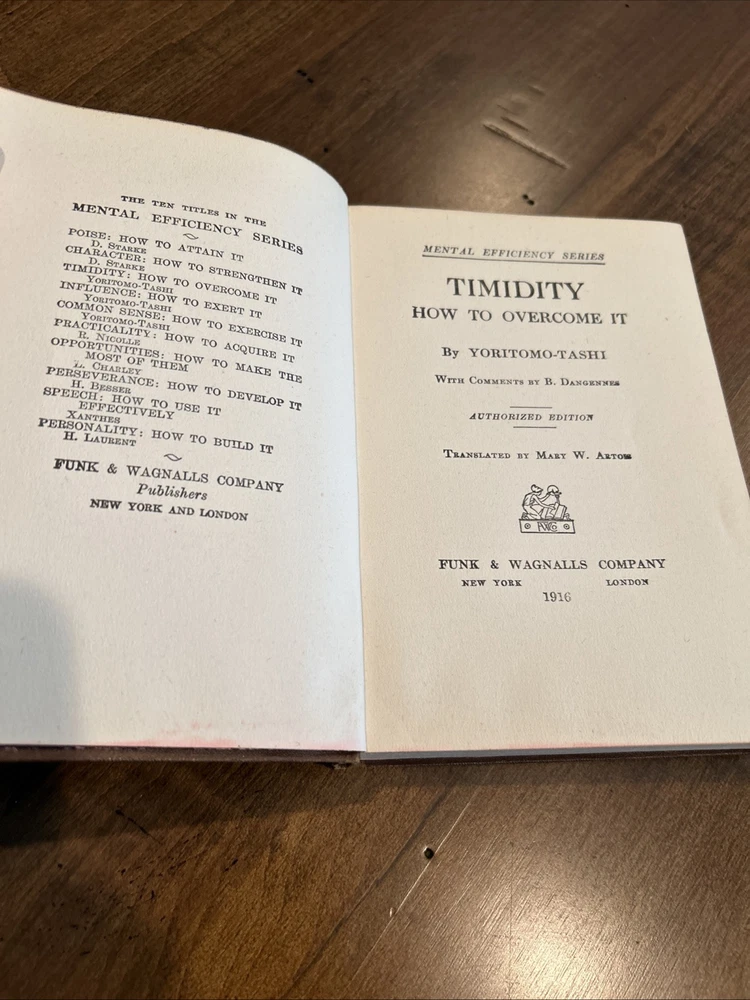 THE TEN TITLES IN THE
MENTAL EFFICIENCY SERIES
POISE: HOW TO ATTAIN IT
D. STARKE
CHARACTER: HOW TO STRENGTHEN IT
D. STARKE
TIMIDITY: HOW TO OVERCOME IT
YORITOMO-TASHI
INFLUENCE: HOW TO EXERT IT
YORITOMO-TASHI
COMMON SENSE: HOW TO EXERCISE IT
YORITOMO-TASHI
PRACTICALITY: HOW TO ACQUIRE IT
R. NICOLLE
OPPORTUNITIES: HOW TO MAKE THE
MOST OF THEM
L. CHARLEY
PERSEVERANCE: HOW TO DEVELOP IT
H. BESSER
SPEECH: HOW TO USE IT
EFFECTIVELY
XANTHES
PERSONALITY: HOW TO BUILD IT
H. LAURENT
FUNK & WAGNALLS COMPANY
Publishers
NEW YORK AND LONDON
MENTAL EFFICIENCY SERIES
TIMIDITY
HOW TO OVERCOME IT
By YORITOMO-TASHI
WITH COMMENTS BY B. DANGENNES
AUTHORIZED EDITION
TRANSLATED BY MARY W. ARTOIS
FWCo
FUNK & WAGNALLS COMPANY
NEW YORK LONDON
1916